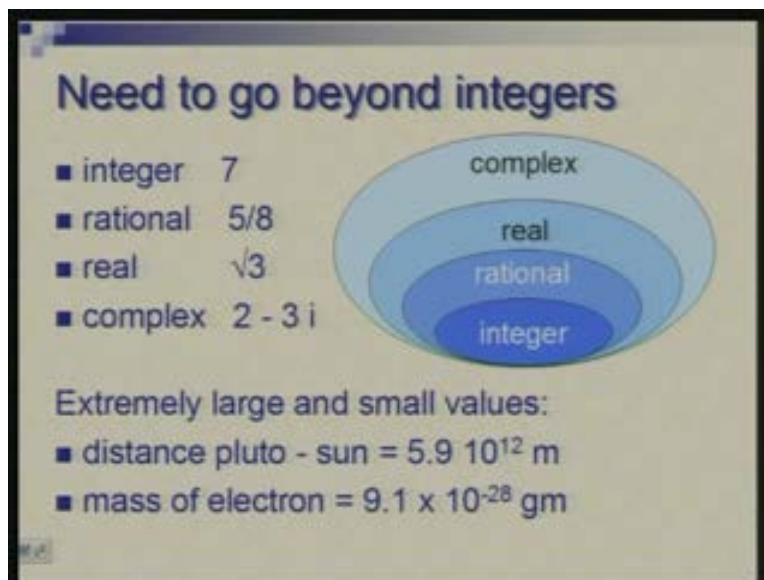 Need to go beyond integers
integer 7
rational 5/8
real √3
complex 2 - 3 i
complex
real
rational
integer
Extremely large and small values:
distance pluto - sun = 5.9 10¹² m
mass of electron = 9.1 x 10⁻²⁸ gm